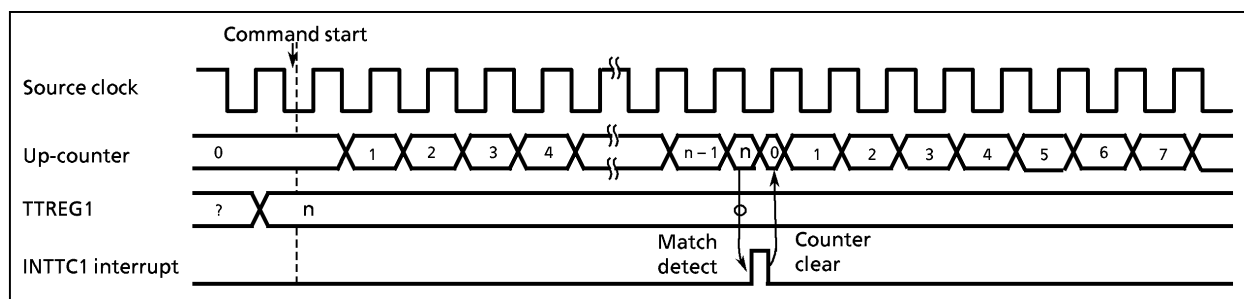 Command start
Source clock
Up-counter 0 1 2 3 4 n – 1 n 0 1 2 3 4 5 6 7
TTREG1 ? n
Match detect
Counter clear
INTTC1 interrupt